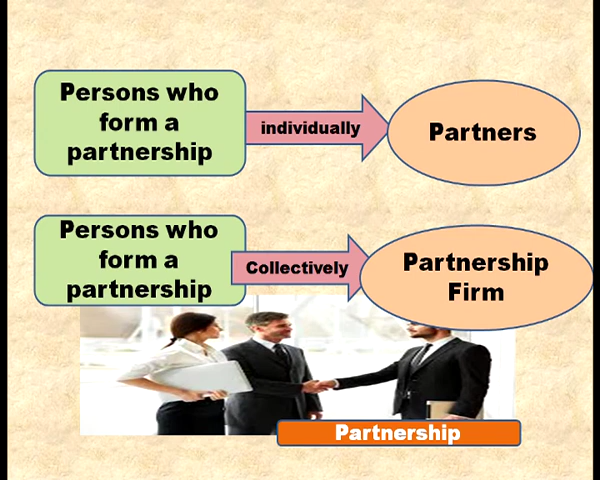 Persons who
form a
partnership
individually
Partners
Persons who
form a
partnership
Collectively
Partnership
Firm
Partnership